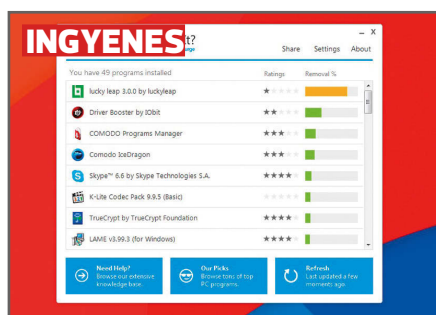 INGYENES
Share Settings About
You have 49 programs installed Ratings Removal %
lucky leap 3.0.0 by luckyleap
Driver Booster by IObit
COMODO Programs Manager
Comodo IceDragon
Skype™ 6.6 by Skype Technologies S.A.
K-Lite Codec Pack 9.9.5 (Basic)
TrueCrypt by TrueCrypt Foundation
LAME v3.99.3 (for Windows)
Need Help?
Browse our extensive
knowledge base.
Our Picks
Browse tons of top
PC programs.
Refresh
Last updated a few
moments ago.